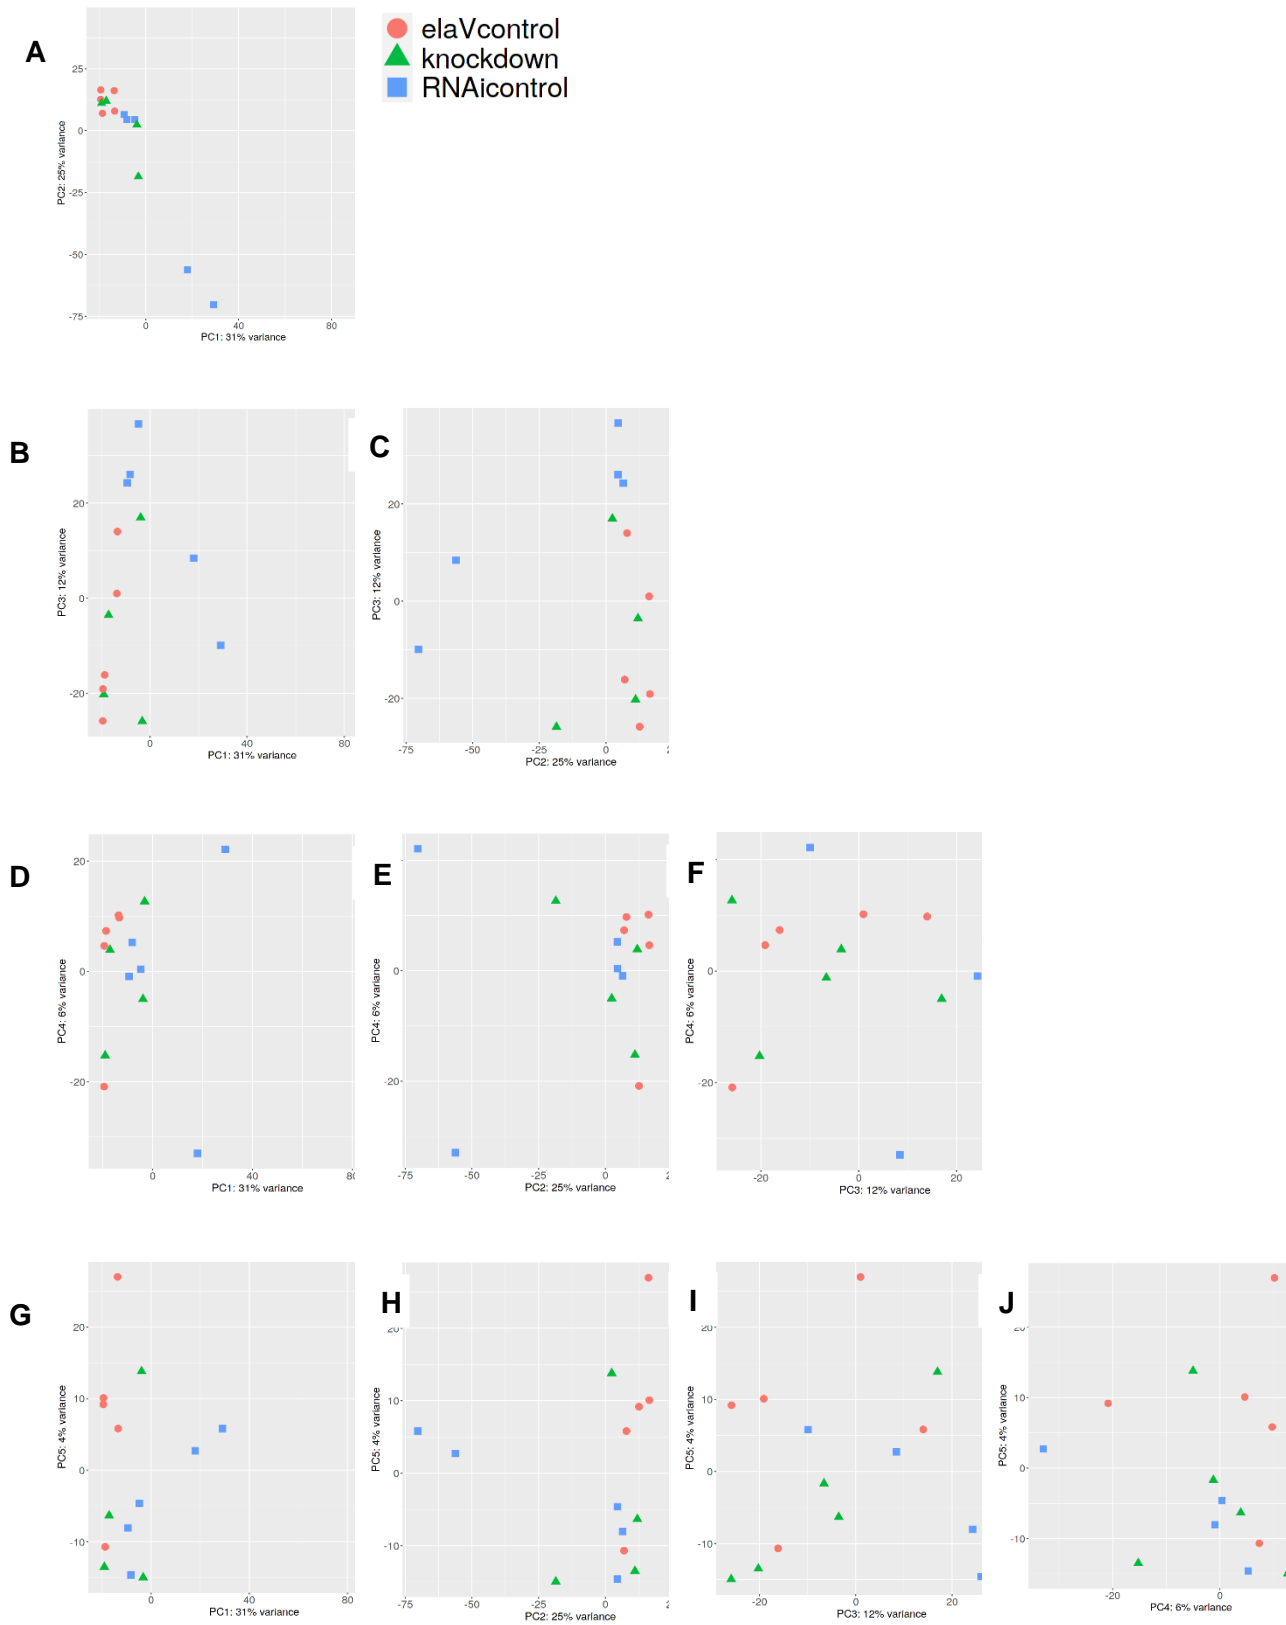 A
elaVcontrol
knockdown
RNAicontrol
25
0
-25
-50
-75
PC2: 25% variance
0 40 80
PC1: 31% variance
B
20
0
-20
PC3: 12% variance
0 40 80
PC1: 31% variance
C
20
0
-20
PC3: 12% variance
-75 -50 -25 0
PC2: 25% variance
D
20
0
-20
PC4: 6% variance
0 40
PC1: 31% variance
E
0
-20
PC4: 6% variance
-75 -50 -25 0
PC2: 25% variance
F
0
-20
PC4: 6% variance
-20 0 20
PC3: 12% variance
G
20
10
0
-10
PC5: 4% variance
0 40 80
PC1: 31% variance
H
20
10
0
-10
PC5: 4% variance
-75 -50 -25 0
PC2: 25% variance
I
20
10
0
-10
PC5: 4% variance
-20 0 20
PC3: 12% variance
J
20
10
0
-10
PC5: 4% variance
-20 0
PC4: 6% variance